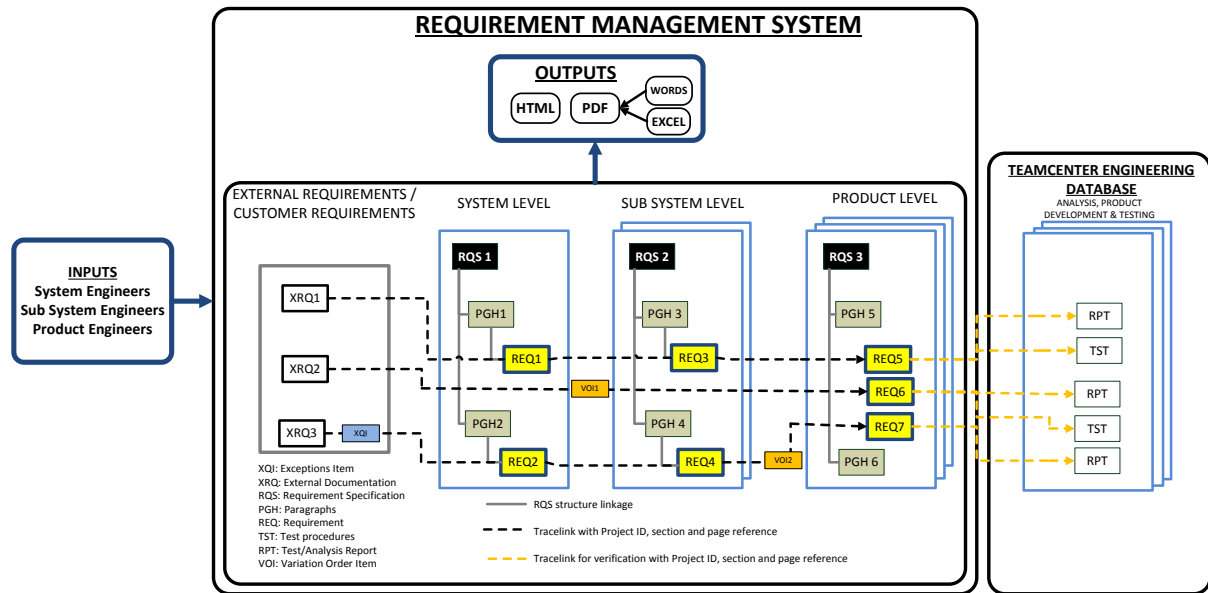 REQUIREMENT MANAGEMENT SYSTEM
OUTPUTS
HTML
PDF
WORDS
EXCEL
INPUTS
System Engineers
Sub System Engineers
Product Engineers
EXTERNAL REQUIREMENTS /
CUSTOMER REQUIREMENTS
SYSTEM LEVEL
SUB SYSTEM LEVEL
PRODUCT LEVEL
TEAMCENTER ENGINEERING
DATABASE
ANALYSIS, PRODUCT
DEVELOPMENT & TESTING
XRQ1
XRQ2
XRQ3
XQI
RQS 1
PGH1
REQ1
PGH2
REQ2
VOI1
RQS 2
PGH 3
REQ3
PGH 4
REQ4
VOI2
RQS 3
PGH 5
REQ5
REQ6
REQ7
PGH 6
RPT
TST
RPT
TST
RPT
XQI: Exceptions Item
XRQ: External Documentation
RQS: Requirement Specification
PGH: Paragraphs
REQ: Requirement
TST: Test procedures
RPT: Test/Analysis Report
VOI: Variation Order Item
RQS structure linkage
Tracelink with Project ID, section and page reference
Tracelink for verification with Project ID, section and page reference